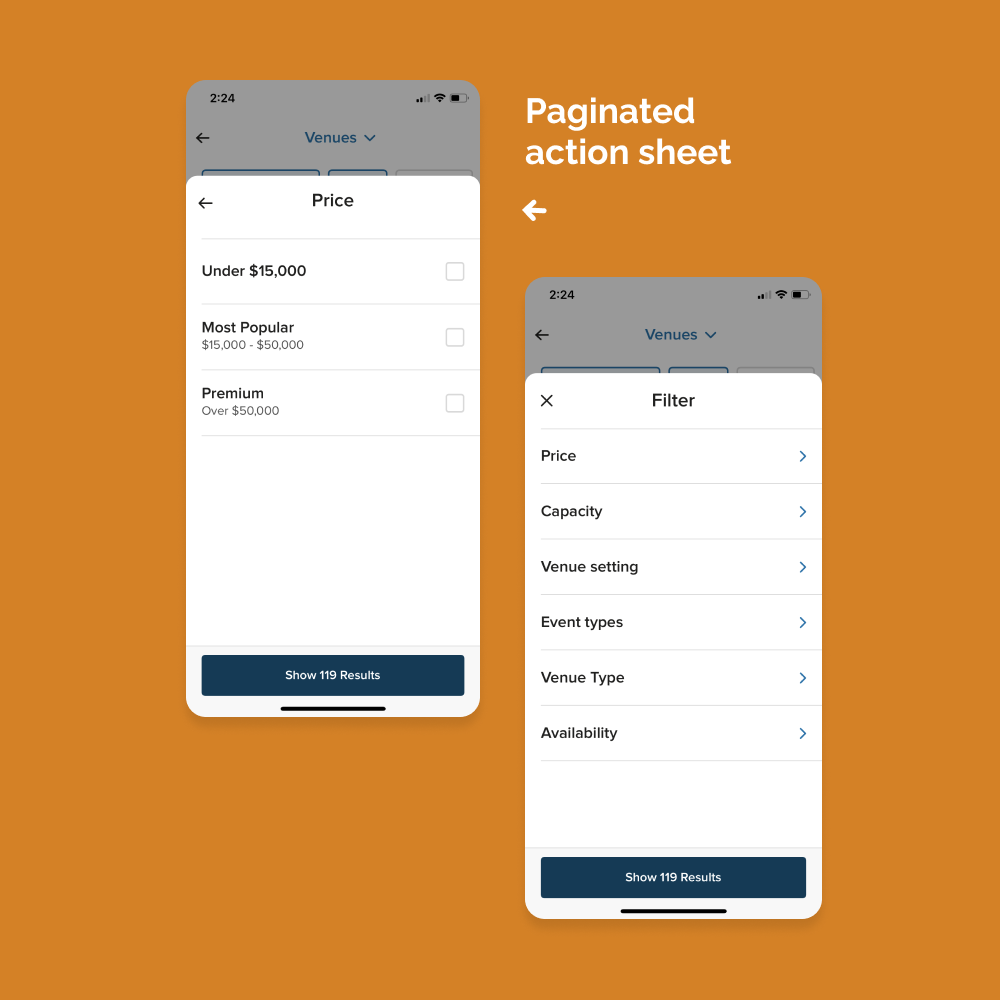 2:24
Venues
Price
Under $15,000
Most Popular
$15,000 - $50,000
Premium
Over $50,000
Show 119 Results
Paginated
action sheet
2:24
Venues
Filter
Price
Capacity
Venue setting
Event types
Venue Type
Availability
Show 119 Results